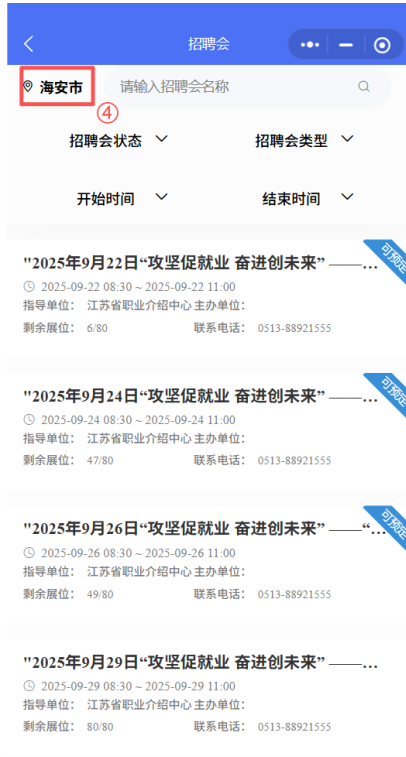 招聘会
海安市 请输入招聘会名称
④
招聘会状态 招聘会类型
开始时间 结束时间
可预定
"2025年9月22日“攻坚促就业 奋进创未来” ——...
2025-09-22 08:30 ~ 2025-09-22 11:00
指导单位： 江苏省职业介绍中心 主办单位：
剩余展位： 6/80 联系电话： 0513-88921555
可预定
"2025年9月24日“攻坚促就业 奋进创未来” ——...
2025-09-24 08:30 ~ 2025-09-24 11:00
指导单位： 江苏省职业介绍中心 主办单位：
剩余展位： 47/80 联系电话： 0513-88921555
可预定
"2025年9月26日“攻坚促就业 奋进创未来” ——“...
2025-09-26 08:30 ~ 2025-09-26 11:00
指导单位： 江苏省职业介绍中心 主办单位：
剩余展位： 49/80 联系电话： 0513-88921555
"2025年9月29日“攻坚促就业 奋进创未来” ——...
2025-09-29 08:30 ~ 2025-09-29 11:00
指导单位： 江苏省职业介绍中心 主办单位：
剩余展位： 80/80 联系电话： 0513-88921555